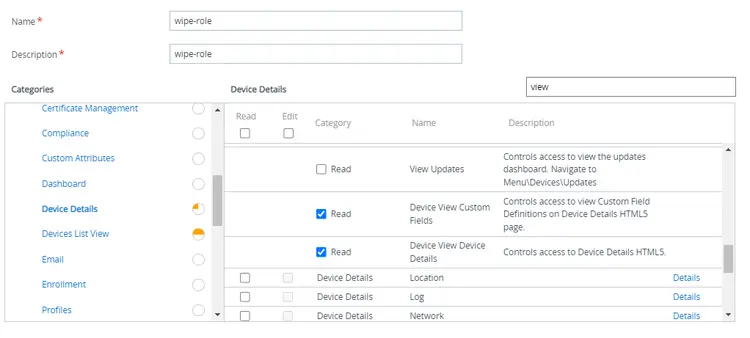 Name *
wipe-role
Description *
wipe-role
Categories
Device Details
view
Certificate Management
Compliance
Custom Attributes
Dashboard
Device Details
Devices List View
Email
Enrollment
Profiles
Read
Edit
Category
Name
Description
Read
View Updates
Controls access to view the updates
dashboard. Navigate to
Menu\Devices\Updates
Read
Device View Custom
Fields
Controls access to view Custom Field
Definitions on Device Details HTML5
page.
Read
Device View Device
Details
Controls access to Device Details HTML5.
Device Details
Location
Details
Device Details
Log
Details
Device Details
Network
Details